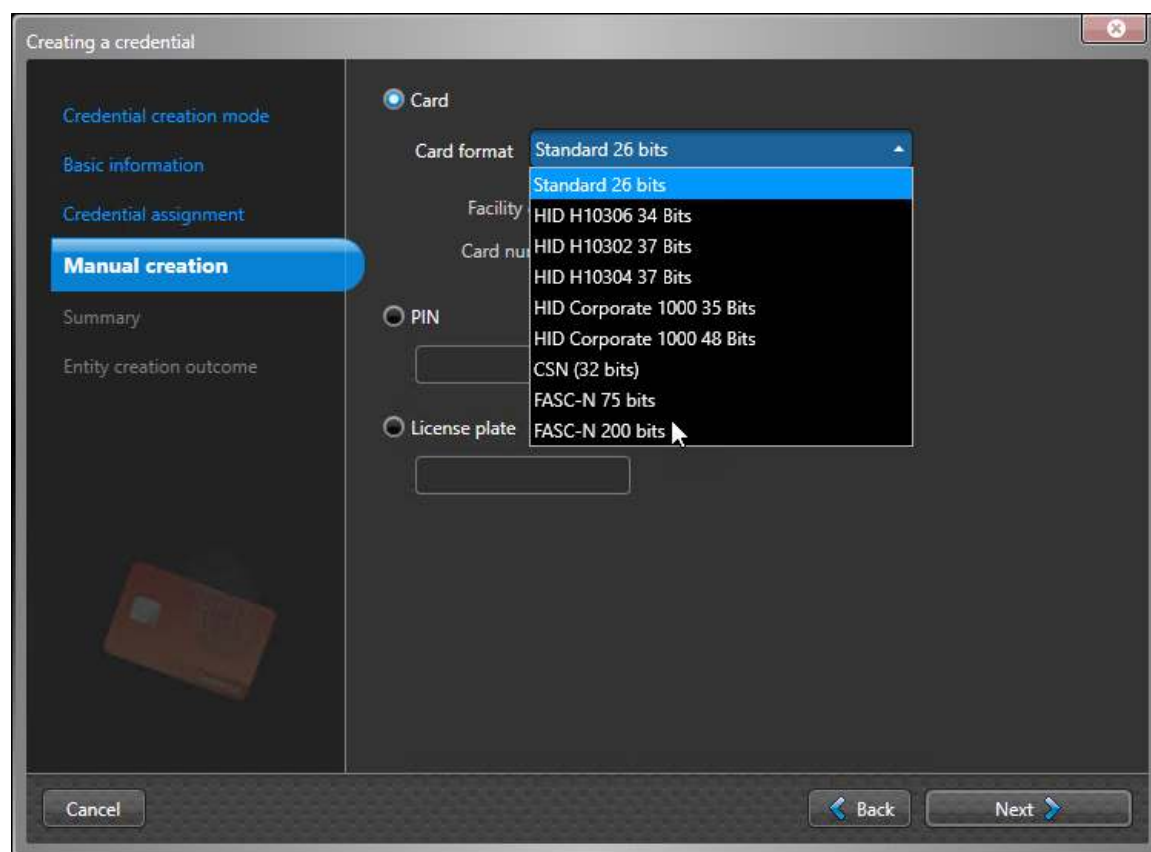 Creating a credential
Credential creation mode
Basic information
Credential assignment
Manual creation
Summary
Entity creation outcome
Card
Card format Standard 26 bits
Standard 26 bits
Facility
HID H10306 34 Bits
Card
HID H10302 37 Bits
HID H10304 37 Bits
HID Corporate 1000 35 Bits
HID Corporate 1000 48 Bits
CSN (32 bits)
FASC-N 75 bits
FASC-N 200 bits
PIN
License plate
Cancel
Back
Next